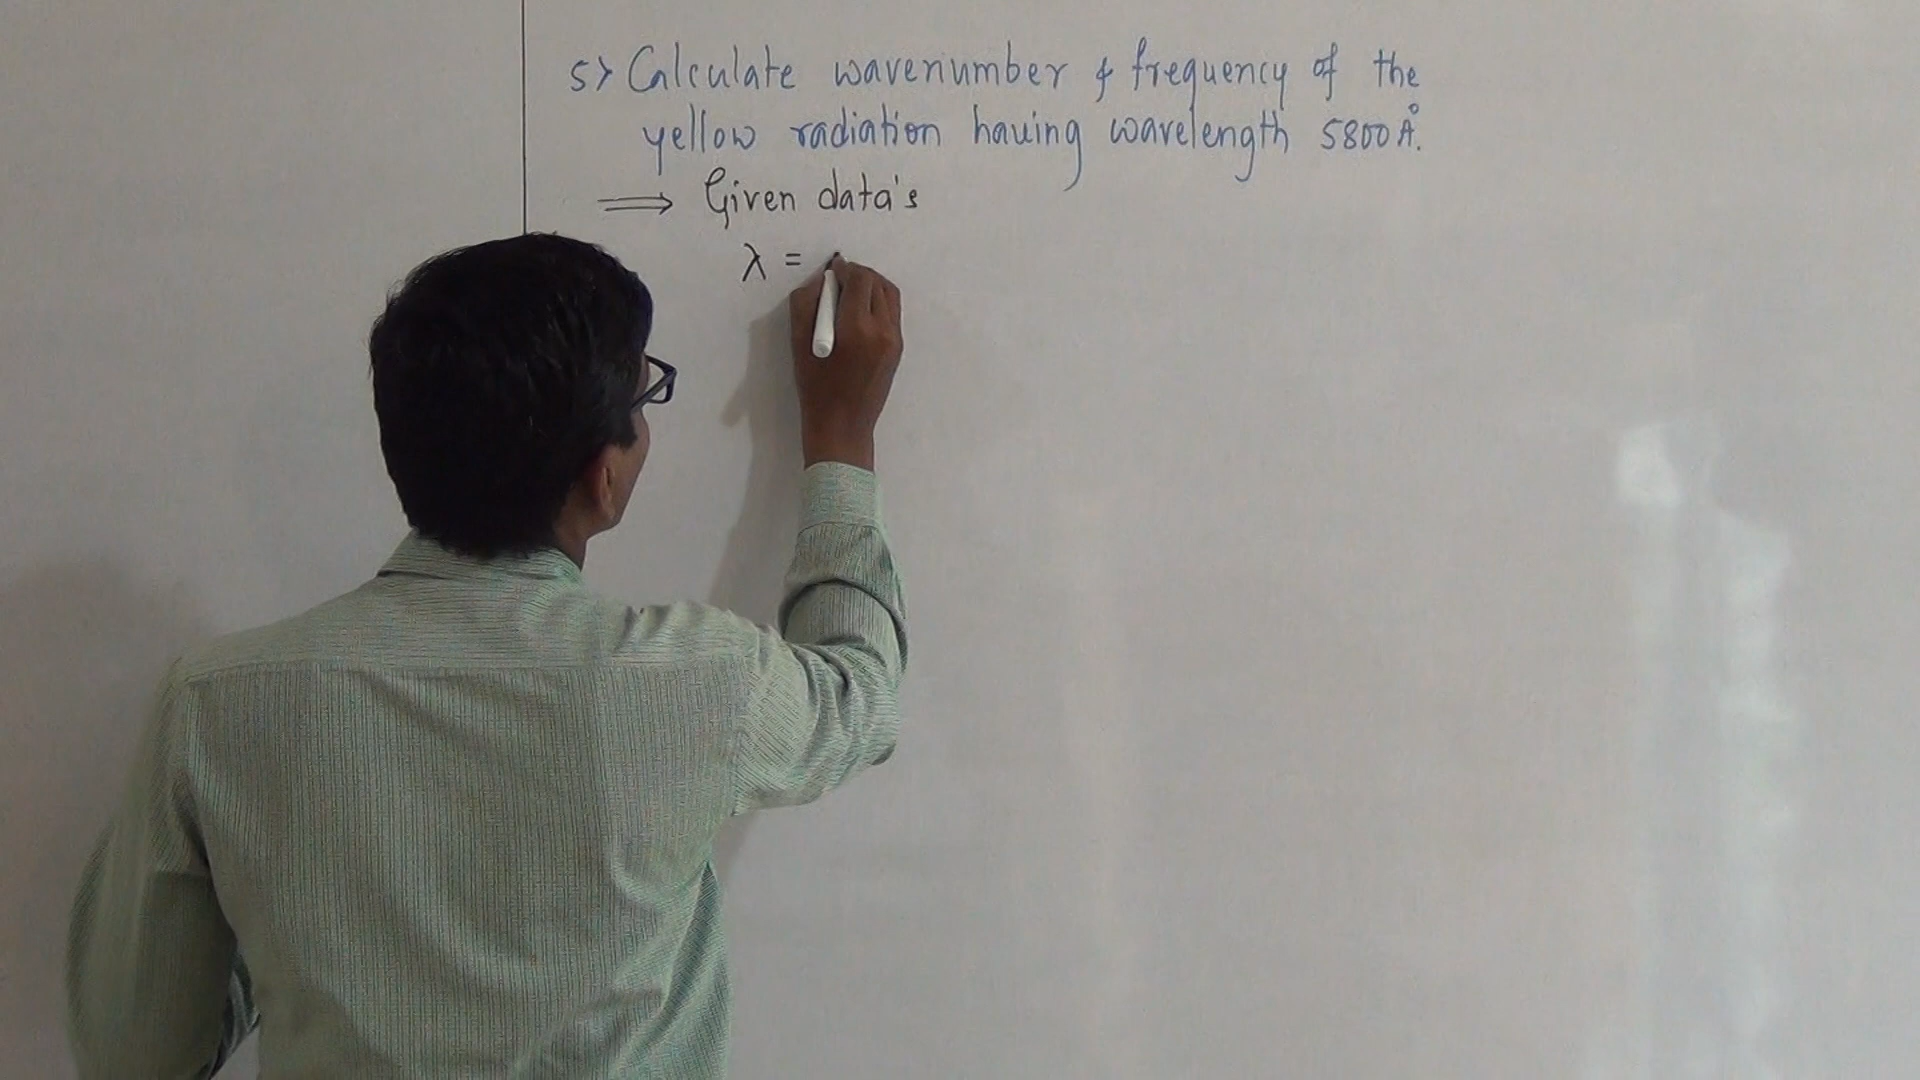 5> Calculate wavenumber & frequency of the
yellow radiation having wavelength 5800 Å.
⟹ Given data's
λ =